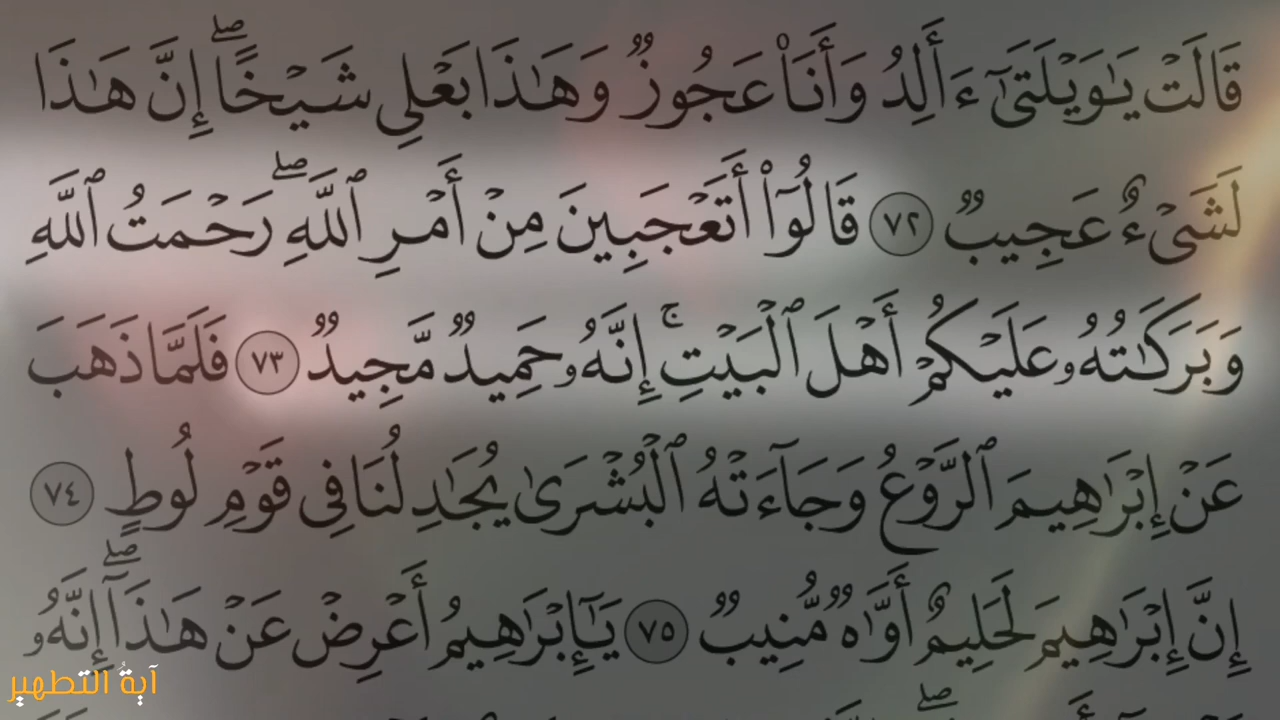 قَالَتْ يَـٰوَيْلَتَىٰٓ ءَأَلِدُ وَأَنَا۠ عَجُوزٌ وَهَـٰذَا بَعْلِى شَيْخًا ۖ إِنَّ هَـٰذَا
لَشَىْءٌ عَجِيبٌ ٧٢ قَالُوٓا۟ أَتَعْجَبِينَ مِنْ أَمْرِ ٱللَّهِ ۖ رَحْمَتُ ٱللَّهِ
وَبَرَكَـٰتُهُۥ عَلَيْكُمْ أَهْلَ ٱلْبَيْتِ ۚ إِنَّهُۥ حَمِيدٌ مَّجِيدٌ ٧٣ فَلَمَّا ذَهَبَ
عَنْ إِبْرَٰهِيمَ ٱلرَّوْعُ وَجَآءَتْهُ ٱلْبُشْرَىٰ يُجَـٰدِلُنَا فِى قَوْمِ لُوطٍ ٧٤
إِنَّ إِبْرَٰهِيمَ لَحَلِيمٌ أَوَّٰهٌ مُّنِيبٌ ٧٥ يَـٰٓإِبْرَٰهِيمُ أَعْرِضْ عَنْ هَـٰذَآ ۖ إِنَّهُۥ
آيةُ التطهير